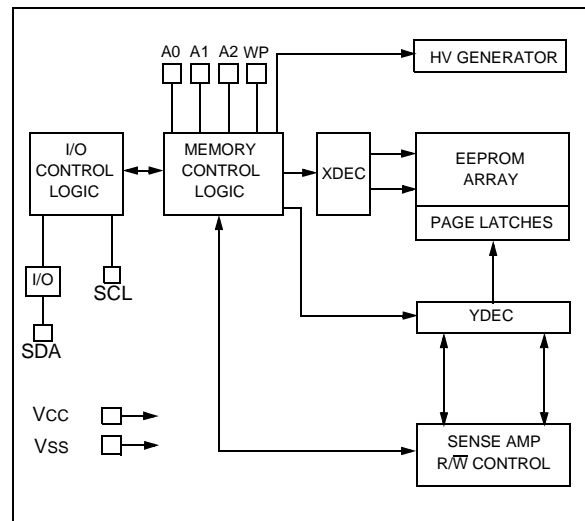 A0 A1 A2 WP
HV GENERATOR
I/O
CONTROL
LOGIC
MEMORY
CONTROL
LOGIC
XDEC
EEPROM
ARRAY
PAGE LATCHES
I/O
SCL
SDA
YDEC
VCC
VSS
SENSE AMP
R/W̅ CONTROL